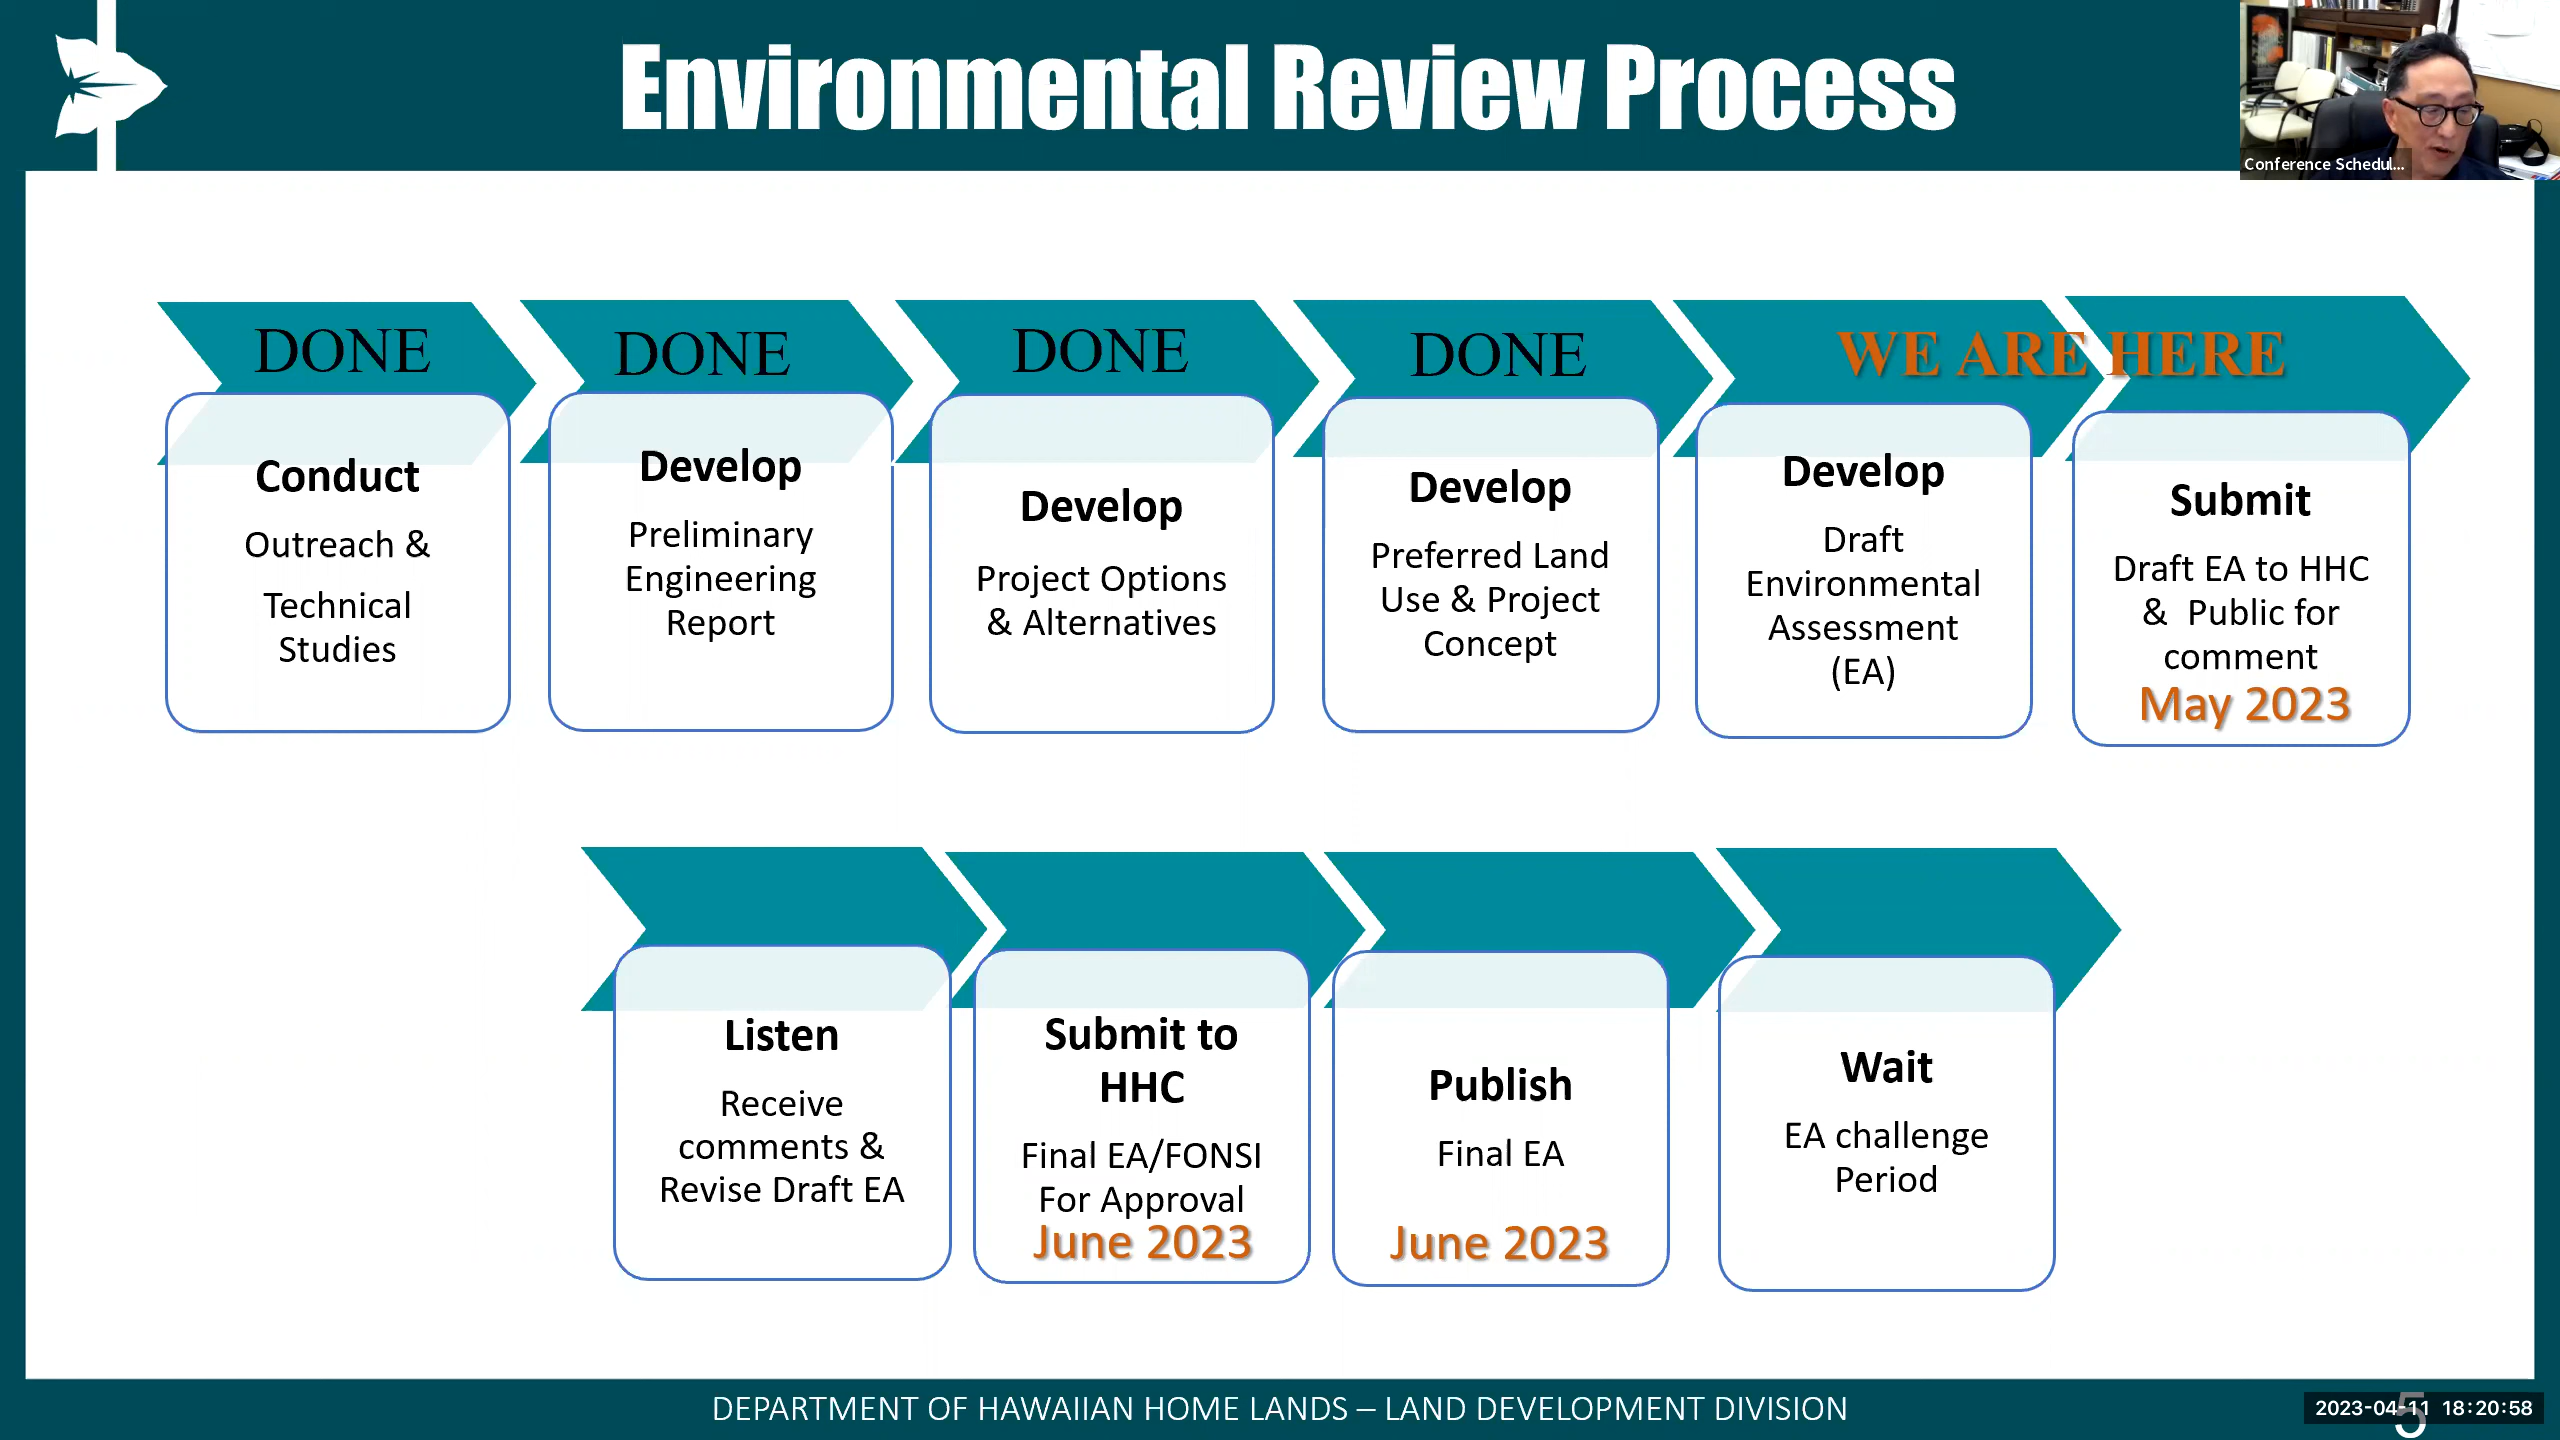 Environmental Review Process
Conference Schedul...
DONE
DONE
DONE
DONE
WE ARE HERE
Conduct
Outreach &
Technical
Studies
Develop
Preliminary
Engineering
Report
Develop
Project Options
& Alternatives
Develop
Preferred Land
Use & Project
Concept
Develop
Draft
Environmental
Assessment
(EA)
Submit
Draft EA to HHC
& Public for
comment
May 2023
Listen
Receive
comments &
Revise Draft EA
Submit to
HHC
Final EA/FONSI
For Approval
June 2023
Publish
Final EA
June 2023
Wait
EA challenge
Period
DEPARTMENT OF HAWAIIAN HOME LANDS – LAND DEVELOPMENT DIVISION
5
2023-04-11 18:20:58